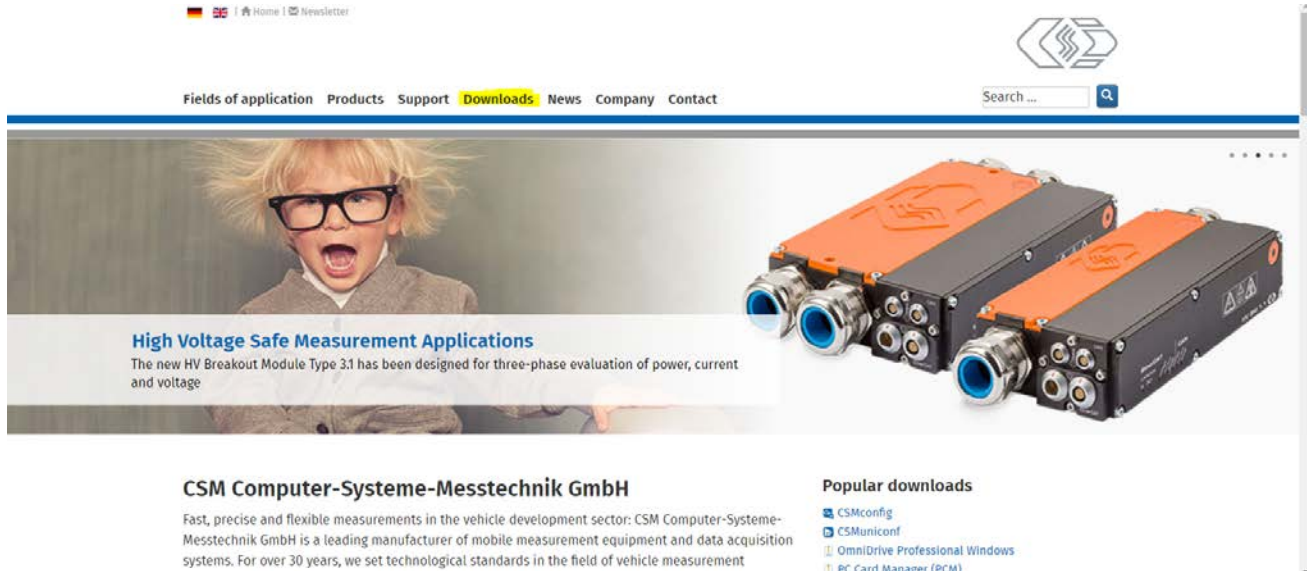 Home | Newsletter
Fields of application Products Support Downloads News Company Contact
Search ...
High Voltage Safe Measurement Applications
The new HV Breakout Module Type 3.1 has been designed for three-phase evaluation of power, current
and voltage
CSM Computer-Systeme-Messtechnik GmbH
Fast, precise and flexible measurements in the vehicle development sector: CSM Computer-Systeme-
Messtechnik GmbH is a leading manufacturer of mobile measurement equipment and data acquisition
systems. For over 30 years, we set technological standards in the field of vehicle measurement
Popular downloads
CSMconfig
CSMuniconf
OmniDrive Professional Windows
PC Card Manager (PCM)